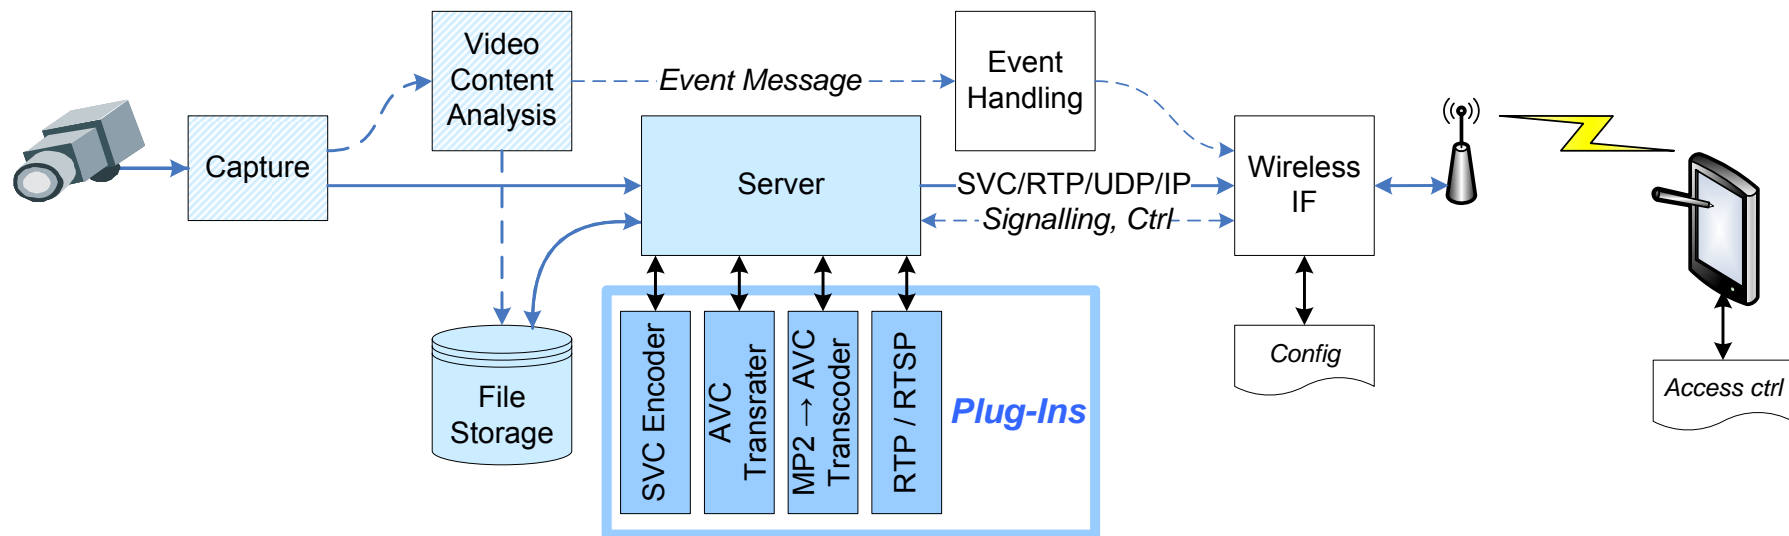 Video
Content
Analysis
Event Message
Event
Handling
Capture
Server
SVC/RTP/UDP/IP
Signalling, Ctrl
Wireless
IF
File
Storage
SVC Encoder
AVC
Transrater
MP2 → AVC
Transcoder
RTP / RTSP
Plug-Ins
Config
Access ctrl